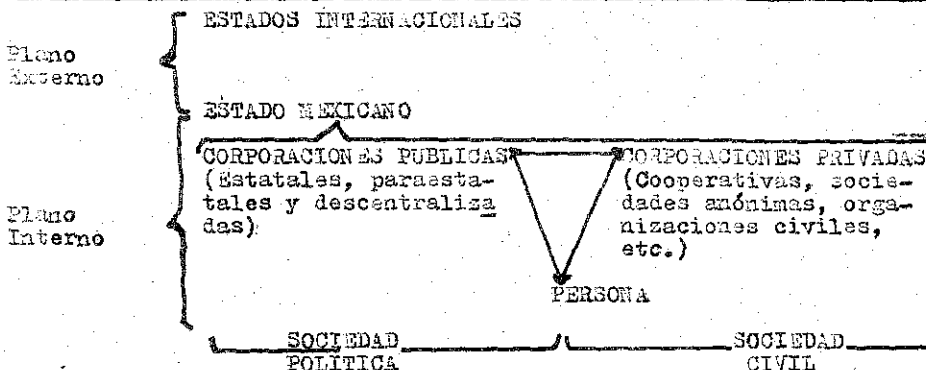 ESTADOS INTERNACIONALES
Plano
Externo
ESTADO MEXICANO
CORPORACIONES PUBLICAS
(Estatales, paraesta-
tales y descentraliza
das)
CORPORACIONES PRIVADAS
(Cooperativas, socie-
dades anónimas, orga-
nizaciones civiles,
etc.)
Plano
Interno
PERSONA
SOCIEDAD
POLITICA
SOCIEDAD
CIVIL